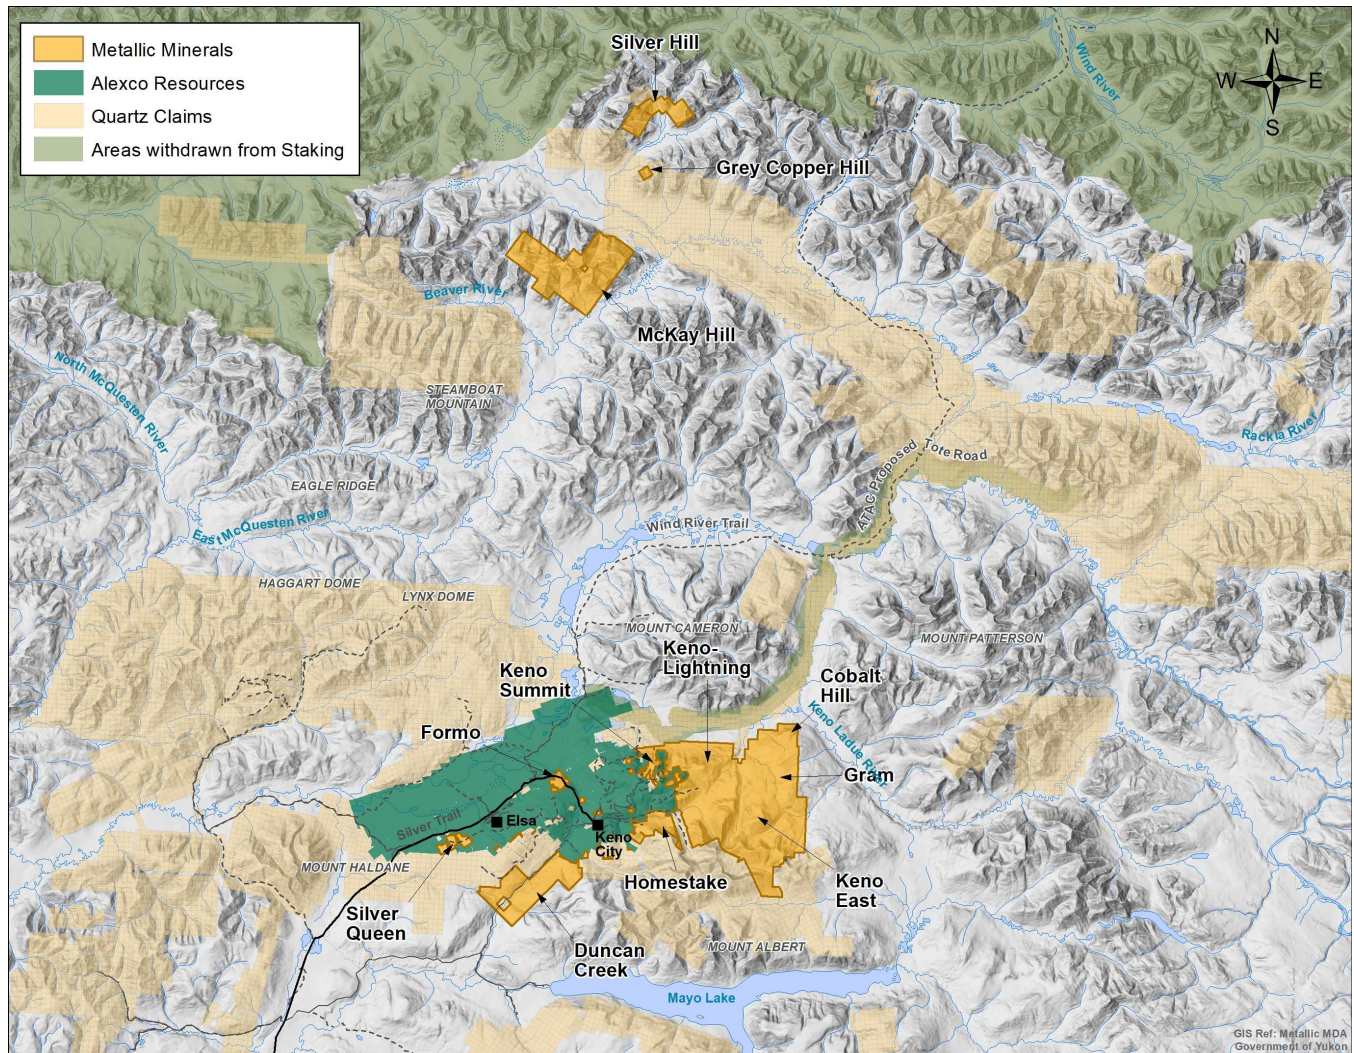 Metallic Minerals
Alexco Resources
Quartz Claims
Areas withdrawn from Staking
Silver Hill
Wind River
N
W E
S
Grey Copper Hill
Beaver River
McKay Hill
North McQuesten River
STEAMBOAT
MOUNTAIN
Rackla River
ATAC Proposed Tote Road
EAGLE RIDGE
East McQuesten River
Wind River Trail
HAGGART DOME
LYNX DOME
MOUNT CAMERON
MOUNT PATTERSON
Keno-
Lightning
Keno
Summit
Cobalt
Hill
Keno Ladue River
Formo
Gram
Silver Trail
Elsa
Keno
City
MOUNT HALDANE
Homestake
Keno
East
Silver
Queen
Duncan
Creek
MOUNT ALBERT
Mayo Lake
GIS Ref: Metallic MDA
Government of Yukon